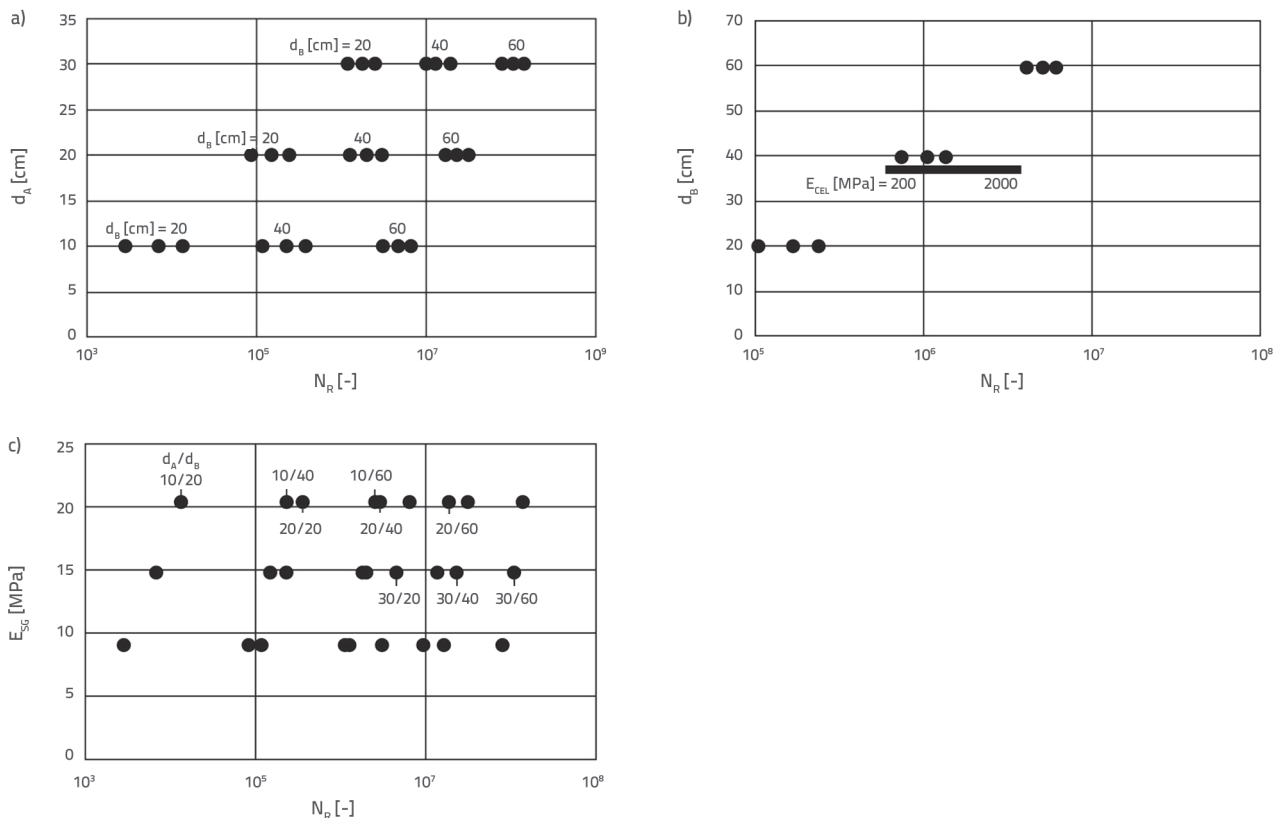 a)
35
30
25
20
15
10
5
0
d_A [cm]
d_B [cm] = 20 40 60
d_B [cm] = 20 40 60
d_B [cm] = 20 40 60
10³ 10⁵ 10⁷ 10⁹
N_R [-]
b)
70
60
70
40
30
20
10
0
d_B [cm]
E_CEL [MPa] = 200 2000
10⁵ 10⁶ 10⁷ 10⁸
N_R [-]
c)
25
20
15
10
5
0
E_SG [MPa]
d_A/d_B
10/20 10/40 10/60
20/20 20/40 20/60
30/20 30/40 30/60
10³ 10⁵ 10⁷ 10⁸
N_R [-]